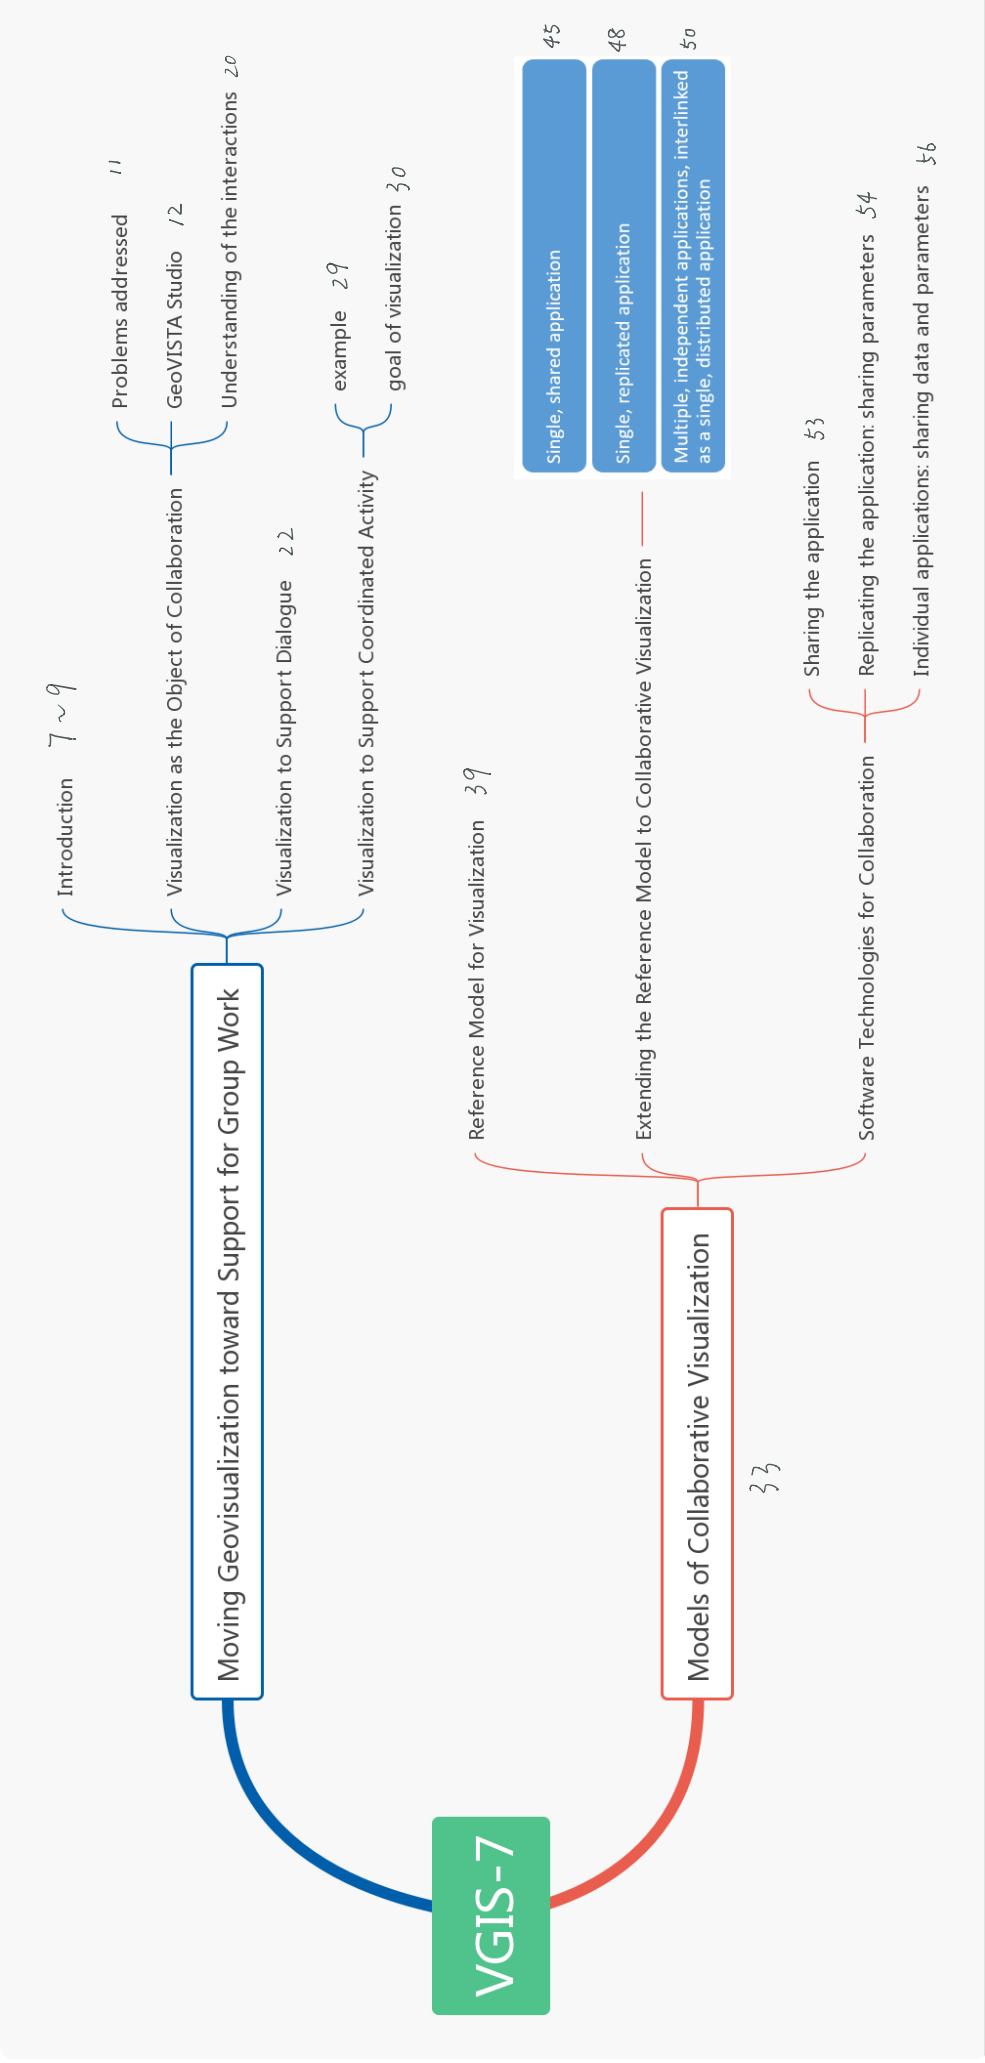 VGIS-7
Moving Geovisualization toward Support for Group Work
Introduction 7~9
Visualization as the Object of Collaboration
Problems addressed 11
GeoVISTA Studio 12
Understanding of the interactions 20
Visualization to Support Dialogue 22
Visualization to Support Coordinated Activity
example 29
goal of visualization 30
Models of Collaborative Visualization
33
Reference Model for Visualization 39
Extending the Reference Model to Collaborative Visualization
Single, shared application 45
Single, replicated application 48
Multiple, independent applications, interlinked
as a single, distributed application 50
Software Technologies for Collaboration
Sharing the application 53
Replicating the application: sharing parameters 54
Individual applications: sharing data and parameters 56